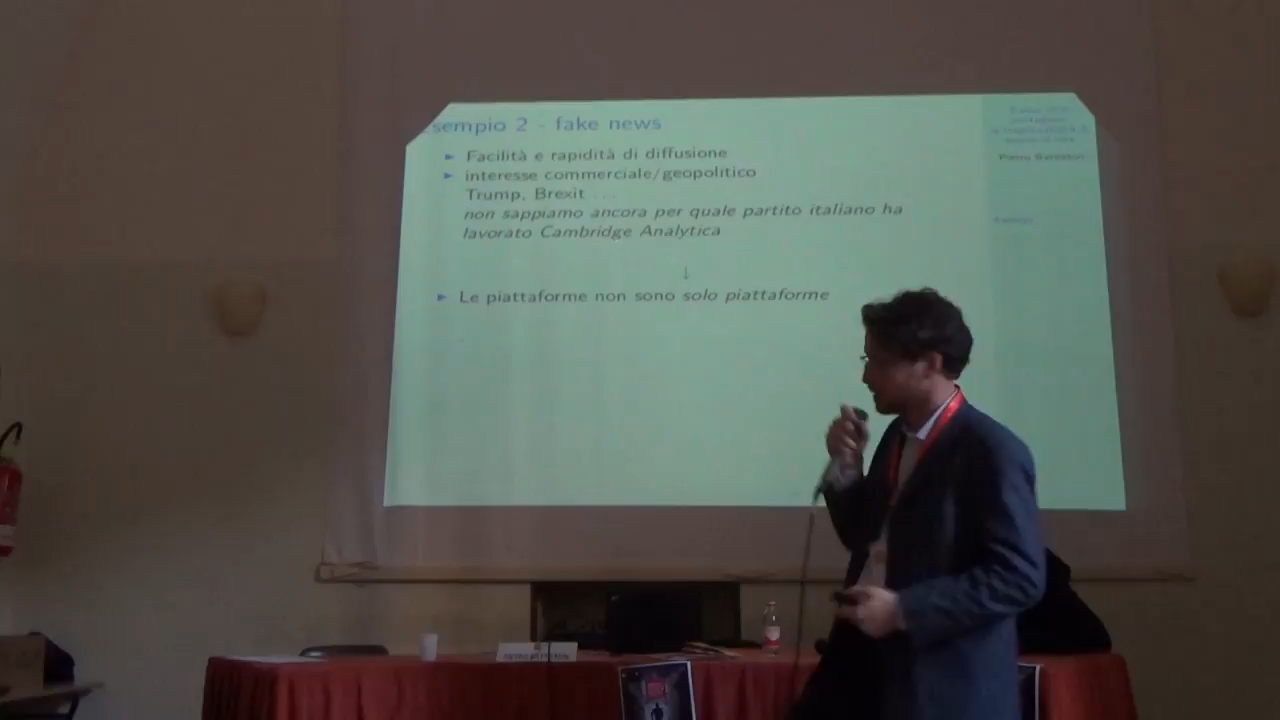 sempio 2 - fake news
► Facilità e rapidità di diffusione
► interesse commerciale/geopolitico
Trump, Brexit ...
non sappiamo ancora per quale partito italiano ha
lavorato Cambridge Analytica
↓
► Le piattaforme non sono solo piattaforme